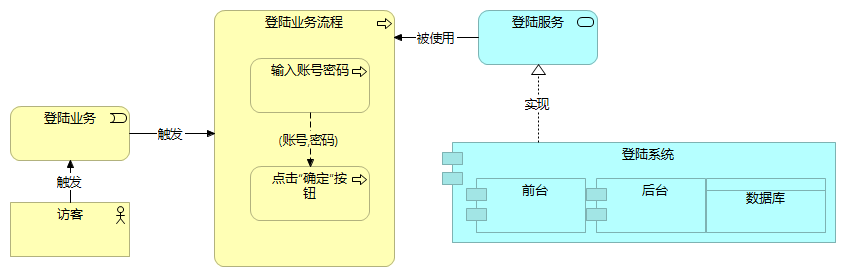 登陆业务流程
登陆服务
被使用
输入账号密码
实现
登陆业务
触发
(账号,密码)
登陆系统
触发
点击“确定”按
钮
前台
后台
数据库
访客